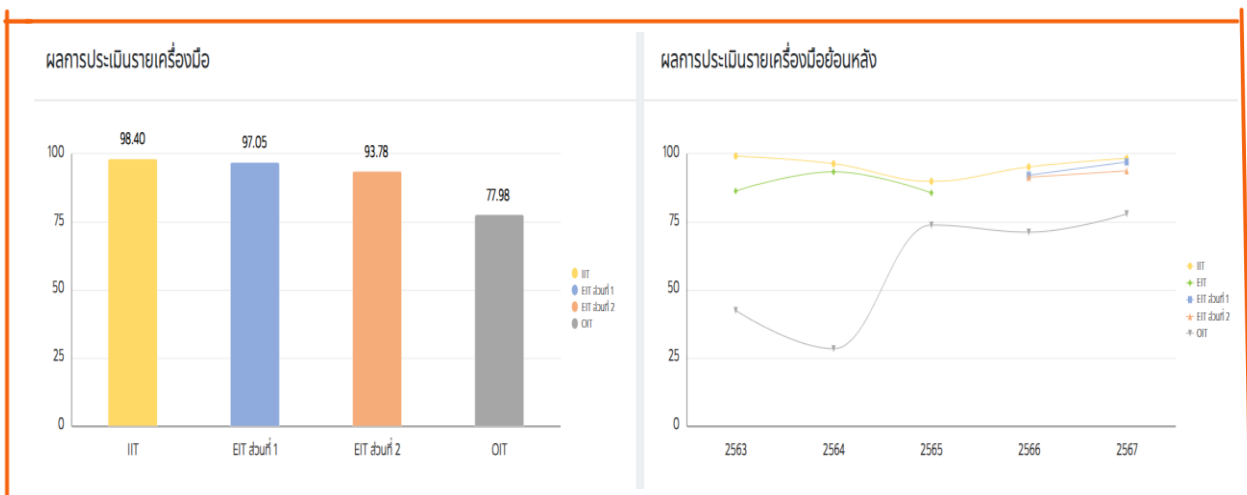 ผลการประเมินรายเครื่องมือ
100
75
50
25
0
98.40
97.05
93.78
77.98
IIT
EIT ส่วนที่ 1
EIT ส่วนที่ 2
OIT
IIT
EIT ส่วนที่ 1
EIT ส่วนที่ 2
OIT
ผลการประเมินรายเครื่องมือย้อนหลัง
100
75
50
25
0
2563
2564
2565
2566
2567
IIT
EIT
EIT ส่วนที่ 1
EIT ส่วนที่ 2
OIT